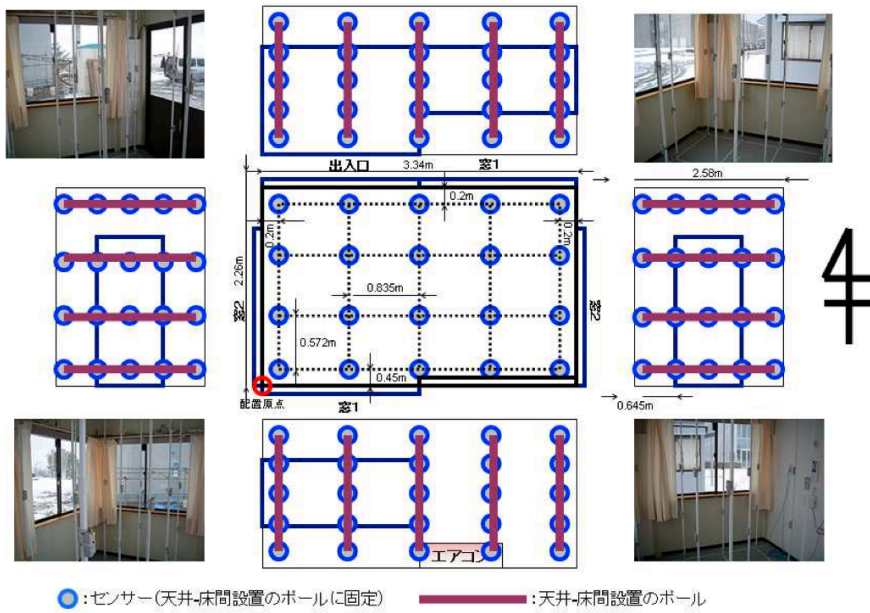 出入口
3.34m
窓1
2.58m
0.2m
0.2m
0.2m
2.26m
0.835m
窓2
窓2
0.572m
0.45m
配置原点
窓1
0.645m
エアコン
:センサー(天井-床間設置のポールに固定)
:天井-床間設置のポール